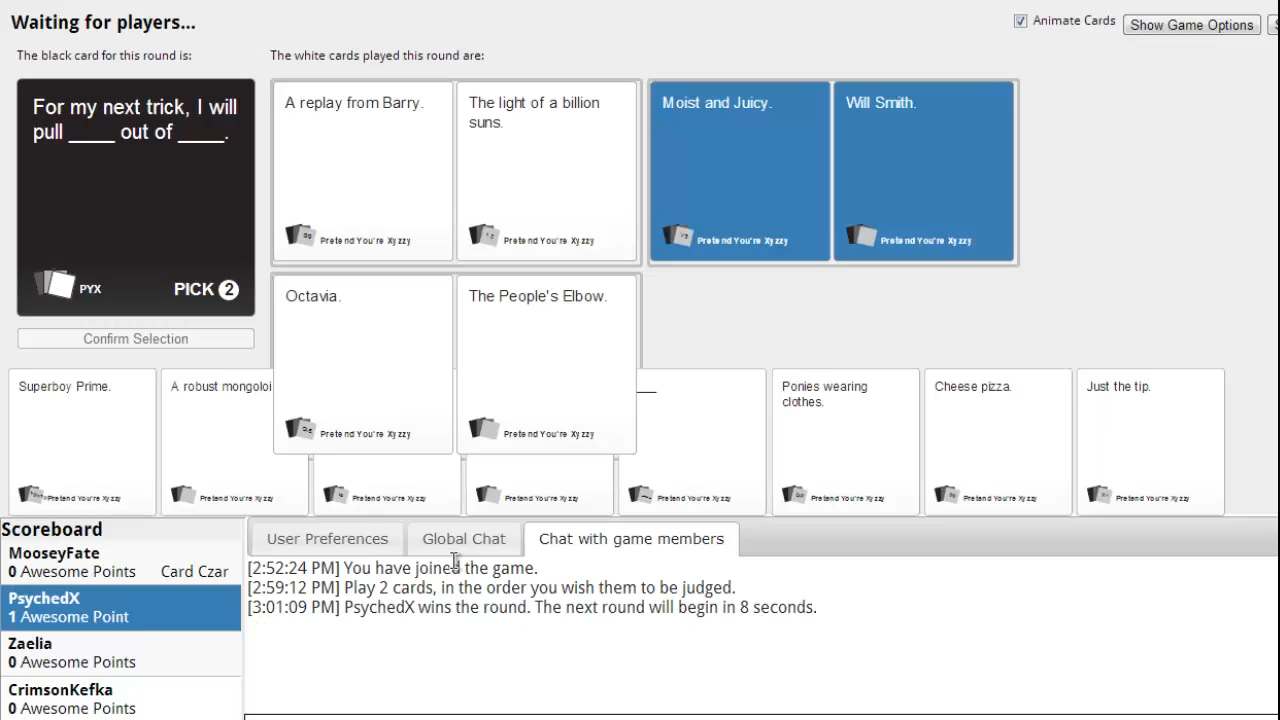 Waiting for players...
Animate Cards
Show Game Options
The black card for this round is:
The white cards played this round are:
For my next trick, I will
pull ____ out of ____.
PYX
PICK 2
Confirm Selection
A replay from Barry.
Pretend You're Xyzzy
The light of a billion
suns.
Pretend You're Xyzzy
Moist and Juicy.
Pretend You're Xyzzy
Will Smith.
Pretend You're Xyzzy
Octavia.
Pretend You're Xyzzy
The People's Elbow.
Pretend You're Xyzzy
Superboy Prime.
Pretend You're Xyzzy
A robust mongoloi
Pretend You're Xyzzy
Pretend You're Xyzzy
Pretend You're Xyzzy
Pretend You're Xyzzy
Ponies wearing
clothes.
Pretend You're Xyzzy
Cheese pizza.
Pretend You're Xyzzy
Just the tip.
Pretend You're Xyzzy
Scoreboard
MooseyFate
0 Awesome Points Card Czar
PsychedX
1 Awesome Point
Zaelia
0 Awesome Points
CrimsonKefka
0 Awesome Points
User Preferences
Global Chat
Chat with game members
[2:52:24 PM] You have joined the game.
[2:59:12 PM] Play 2 cards, in the order you wish them to be judged.
[3:01:09 PM] PsychedX wins the round. The next round will begin in 8 seconds.